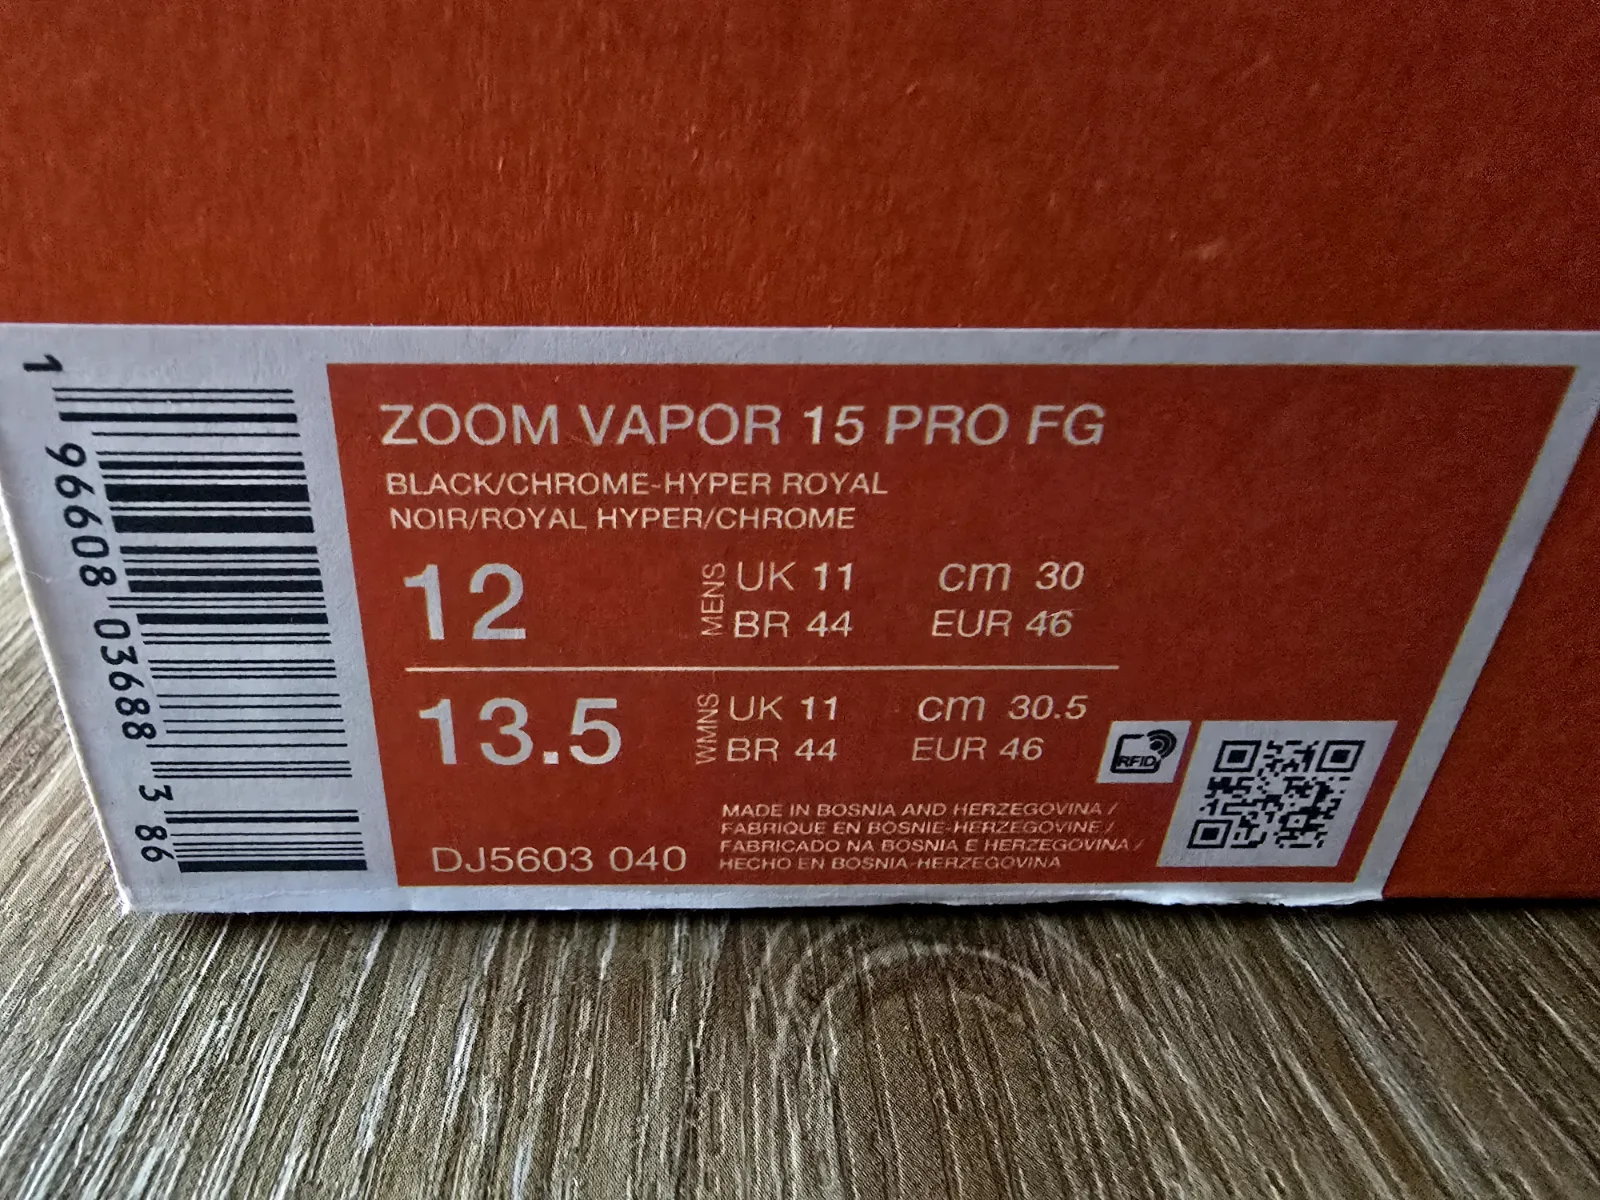 1 96608 03688 3 86
ZOOM VAPOR 15 PRO FG
BLACK/CHROME-HYPER ROYAL
NOIR/ROYAL HYPER/CHROME
12 MENS UK 11 cm 30
BR 44 EUR 46
13.5 WMNS UK 11 cm 30.5
BR 44 EUR 46
RFID
MADE IN BOSNIA AND HERZEGOVINA /
FABRIQUE EN BOSNIE-HERZEGOVINE /
FABRICADO NA BOSNIA E HERZEGOVINA /
HECHO EN BOSNIA-HERZEGOVINA
DJ5603 040